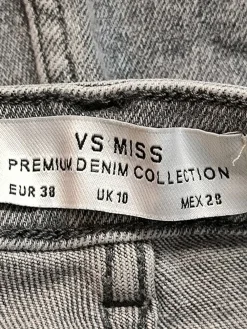 VS MISS
PREMIUM DENIM COLLECTION
EUR 38 UK 10 MEX 28